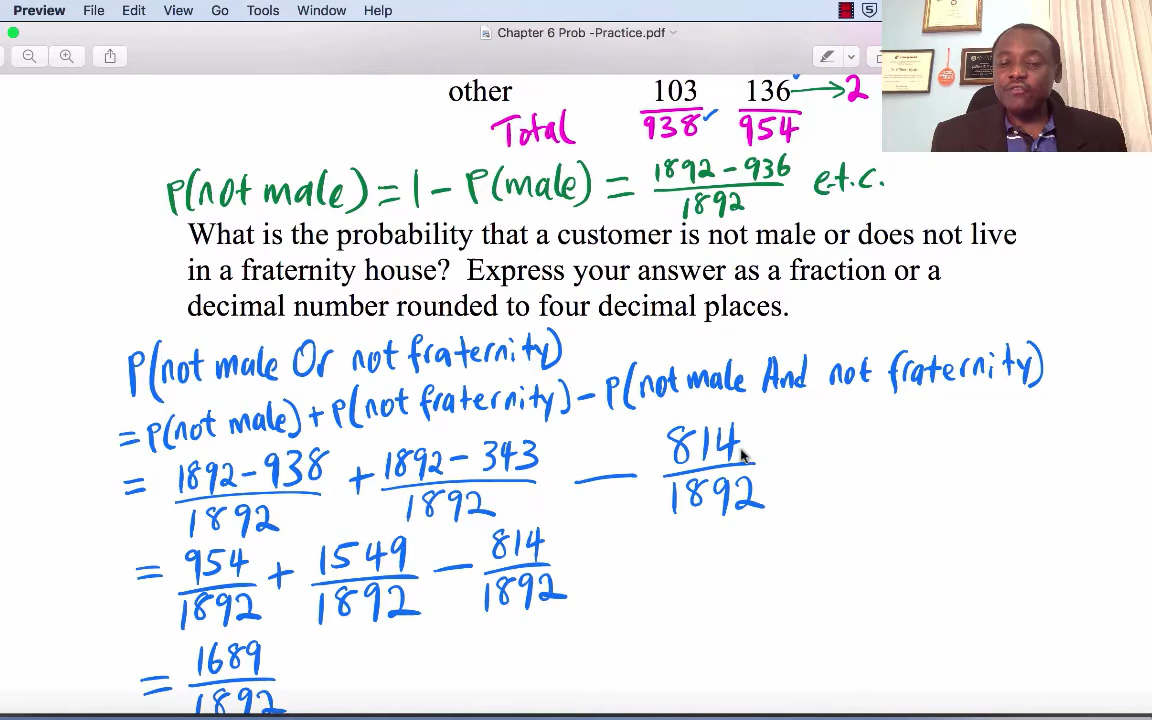 Preview File Edit View Go Tools Window Help 5
Chapter 6 Prob -Practice.pdf
other 103 136 → 2
Total 938 954
P(not male) = 1 - P(male) = 1892 - 936 / 1892 e.t.c.
What is the probability that a customer is not male or does not live
in a fraternity house? Express your answer as a fraction or a
decimal number rounded to four decimal places.
P(not male Or not fraternity)
= P(not male) + P(not fraternity) - P(not male And not fraternity)
= 1892 - 938 / 1892 + 1892 - 343 / 1892 - 814 / 1892
= 954 / 1892 + 1549 / 1892 - 814 / 1892
= 1689 / 1892